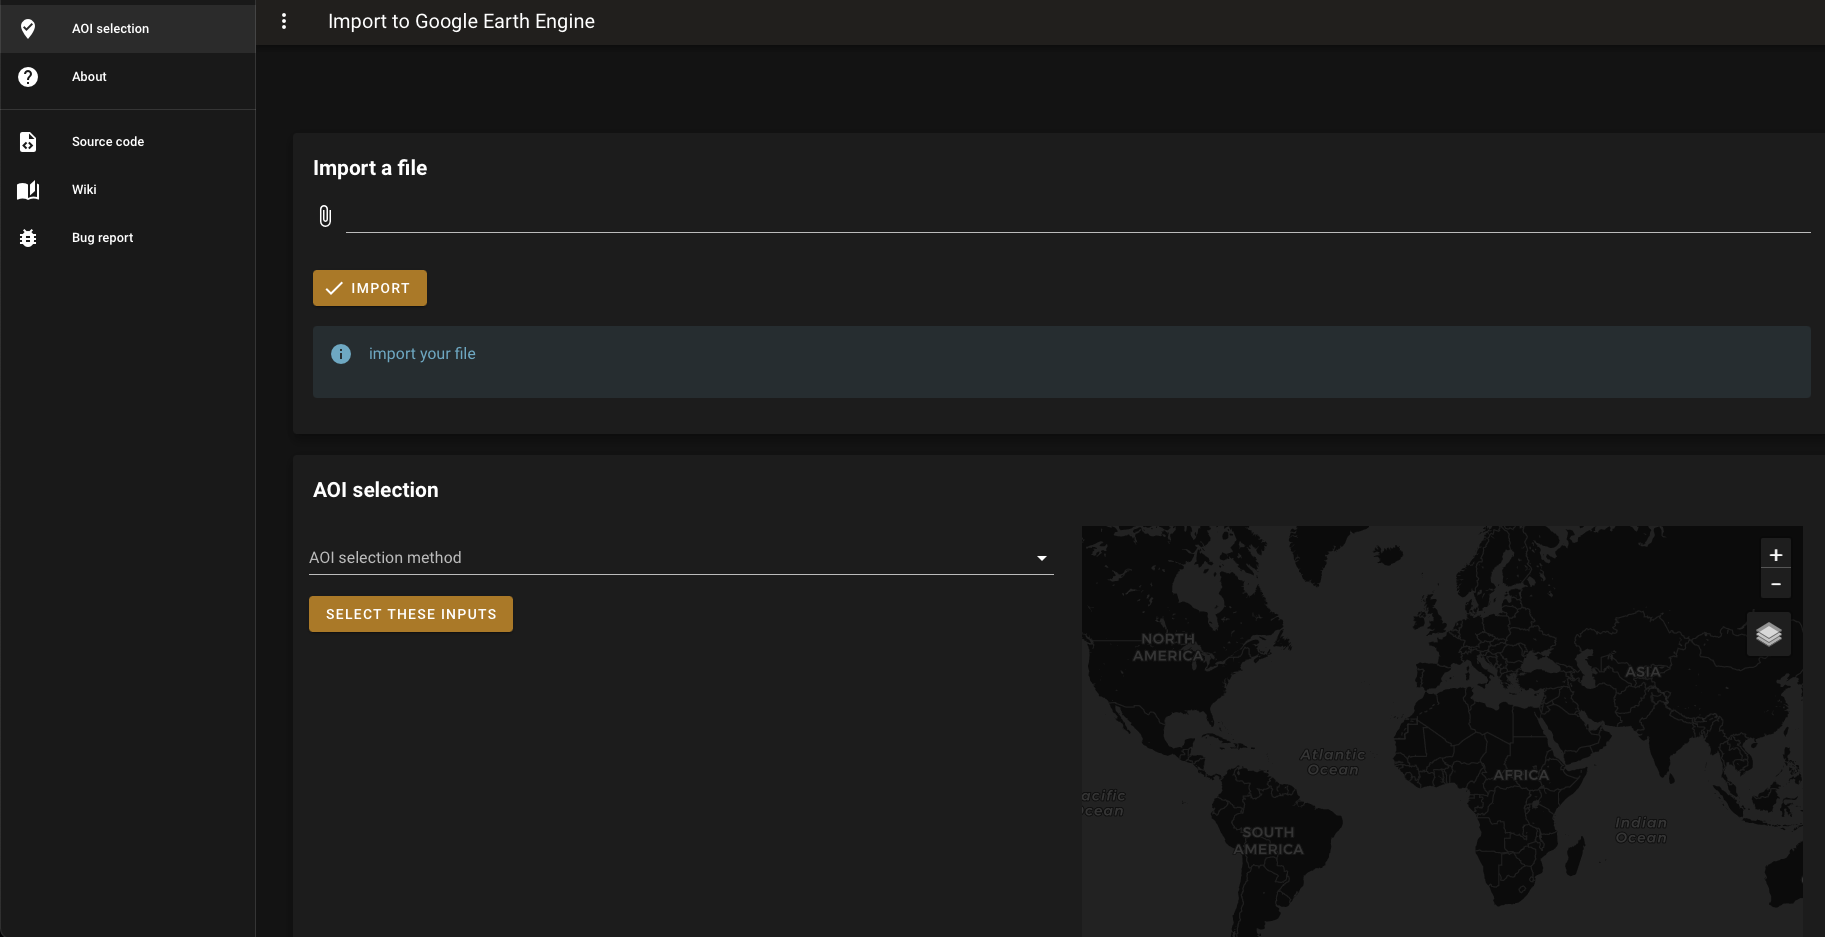 AOI selection
About
Source code
Wiki
Bug report
Import to Google Earth Engine
Import a file
IMPORT
import your file
AOI selection
AOI selection method
SELECT THESE INPUTS
NORTH
AMERICA
ASIA
Atlantic
Ocean
AFRICA
acific
cean
Indian
Ocean
SOUTH
AMERICA